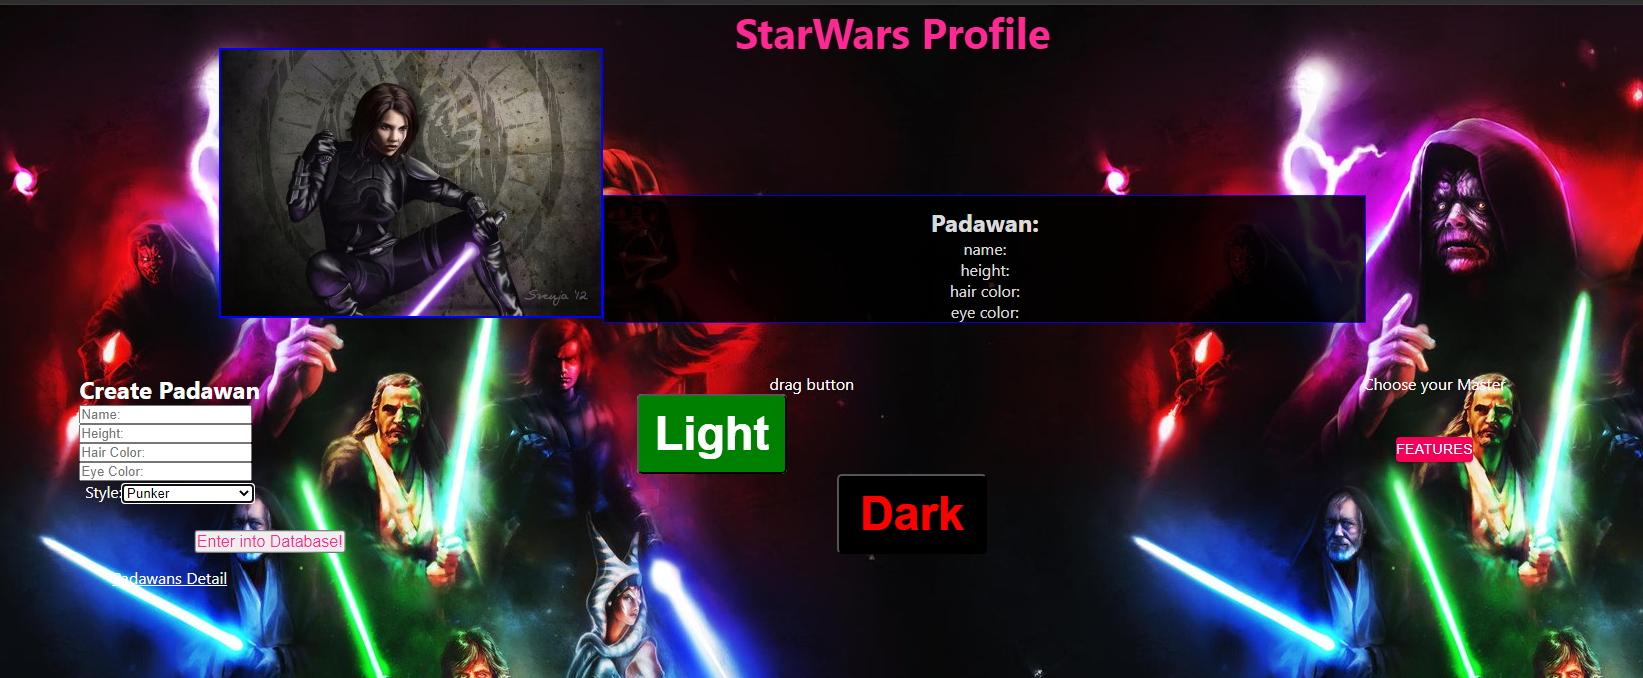 StarWars Profile
Svenja '12
Padawan:
name:
height:
hair color:
eye color:
Create Padawan
Name:
Height:
Hair Color:
Eye Color:
Style: Punker
Enter into Database!
Padawans Detail
drag button
Light
Dark
Choose your Master
FEATURES